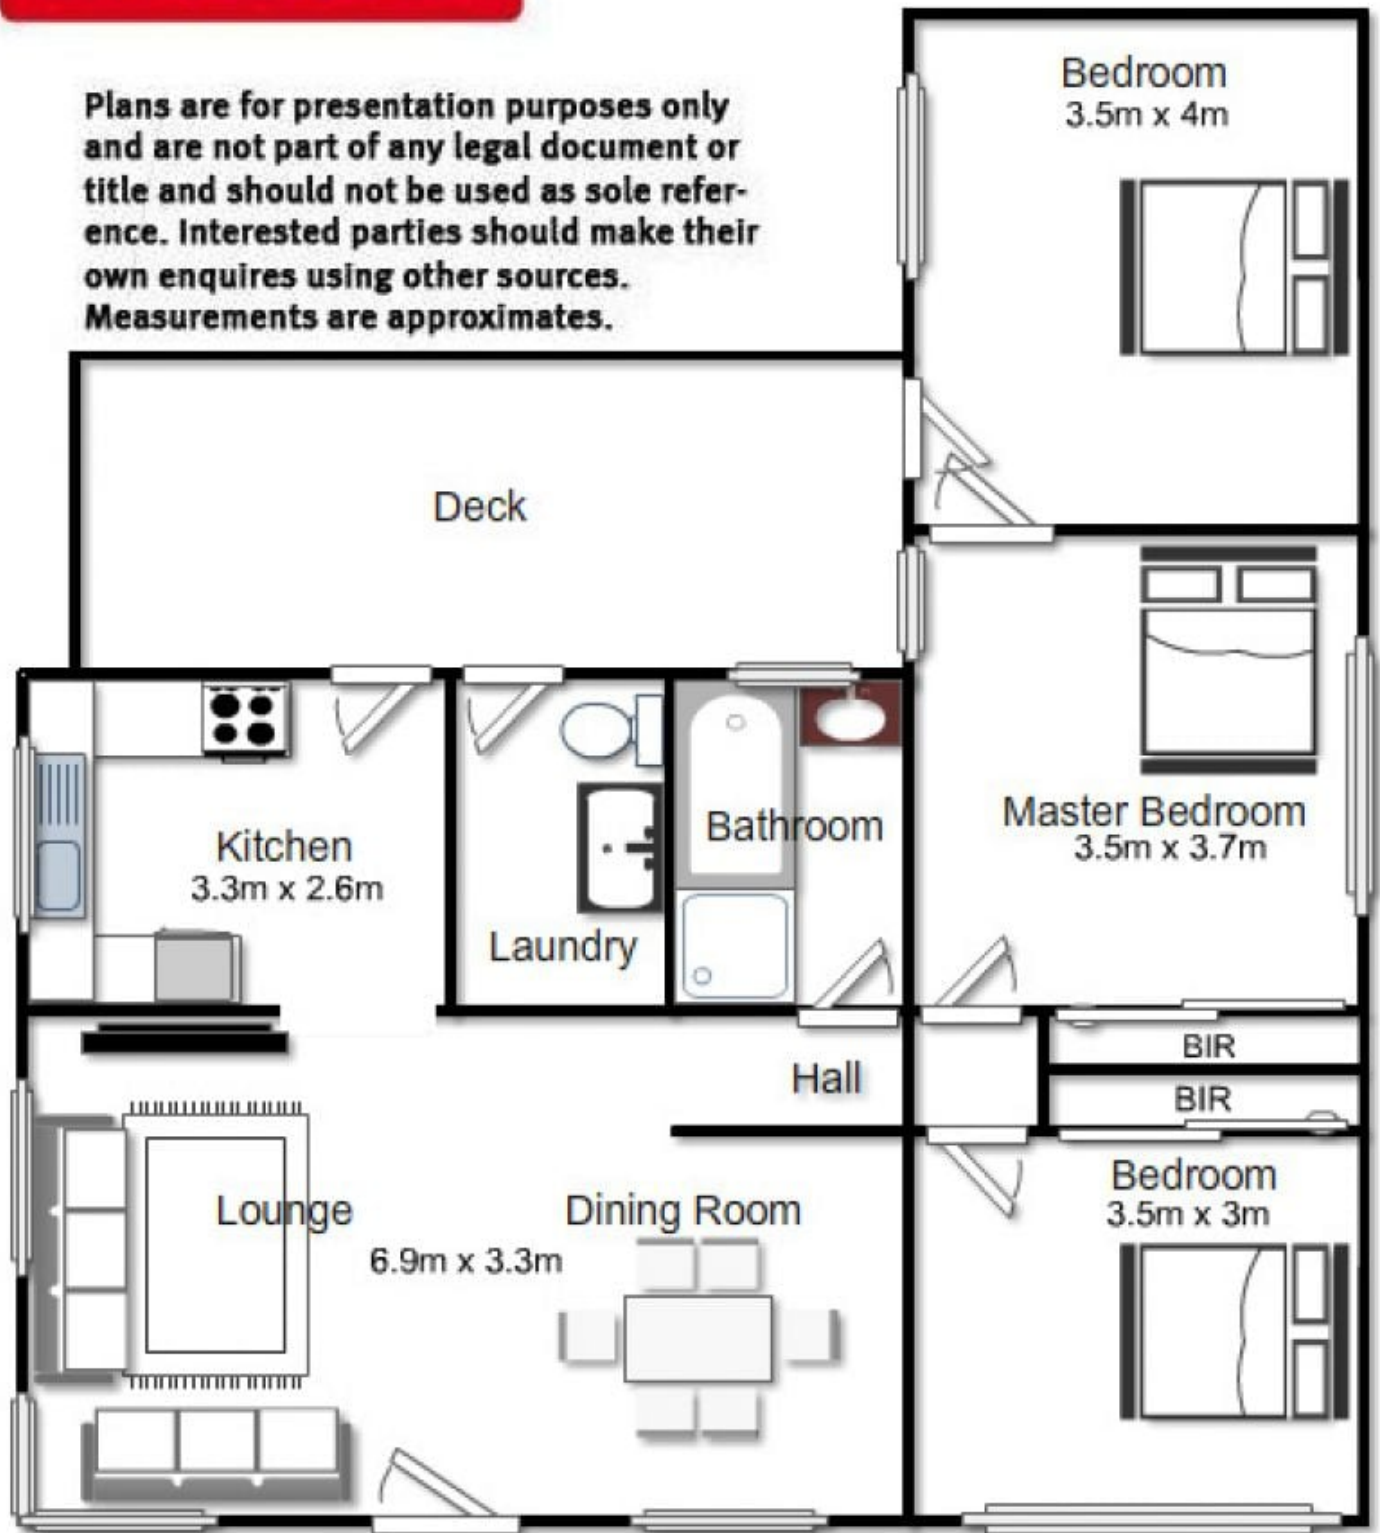 Plans are for presentation purposes only
and are not part of any legal document or
title and should not be used as sole refer-
ence. Interested parties should make their
own enquires using other sources.
Measurements are approximates.
Bedroom
3.5m x 4m
Deck
Master Bedroom
3.5m x 3.7m
Kitchen
3.3m x 2.6m
Laundry
Bathroom
Hall
BIR
BIR
Bedroom
3.5m x 3m
Lounge
Dining Room
6.9m x 3.3m